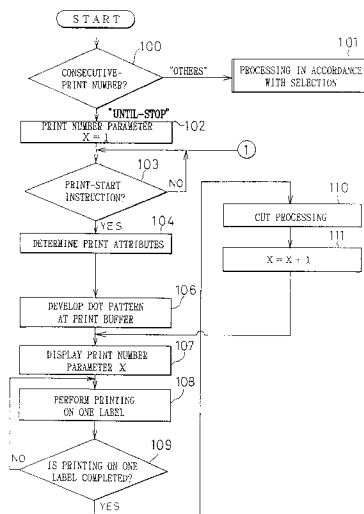 START
100
CONSECUTIVE-
PRINT NUMBER?
"OTHERS"
101
PROCESSING IN ACCORDANCE
WITH SELECTION
"UNTIL-STOP"
PRINT NUMBER PARAMETER
X = 1
102
1
103
PRINT-START
INSTRUCTION?
NO
YES
104
DETERMINE PRINT ATTRIBUTES
110
CUT PROCESSING
111
X = X + 1
106
DEVELOP DOT PATTERN
AT PRINT BUFFER
107
DISPLAY PRINT NUMBER
PARAMETER X
108
PERFORM PRINTING
ON ONE LABEL
109
IS PRINTING ON ONE
LABEL COMPLETED?
NO
YES